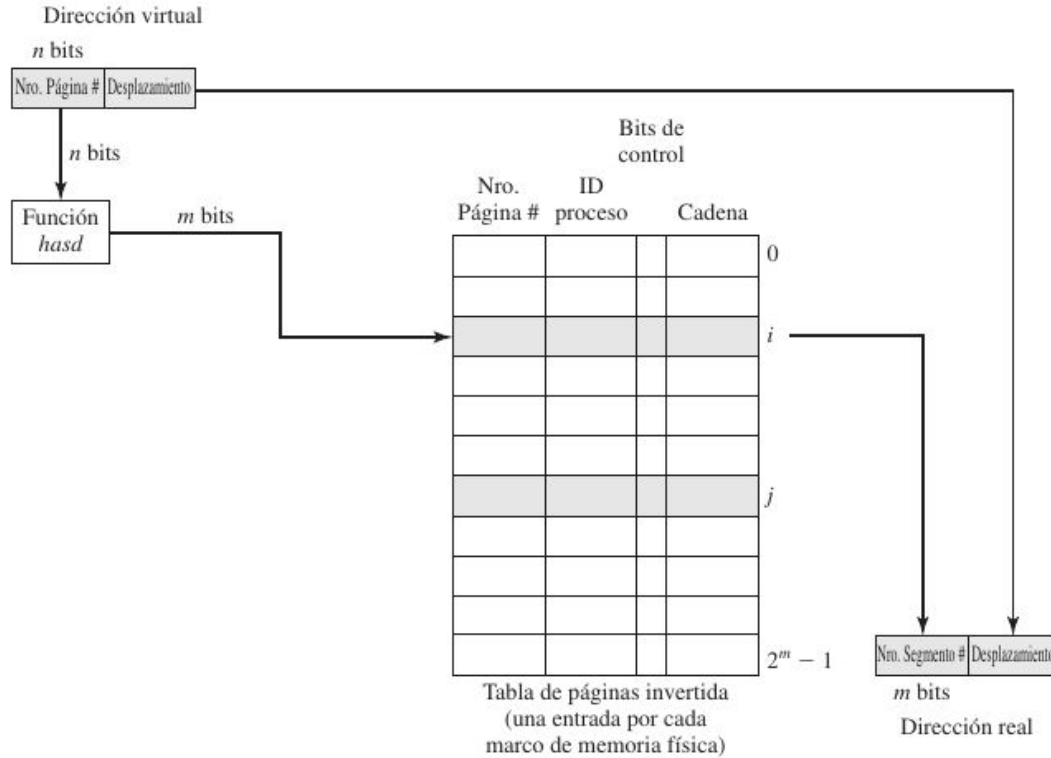 Dirección virtual
n bits
Nro. Página # Desplazamiento
n bits
Función
hasd
m bits
Bits de
control
Nro.
Página #
ID
proceso
Cadena
0
i
j
2^m − 1
Tabla de páginas invertida
(una entrada por cada
marco de memoria física)
Nro. Segmento # Desplazamiento
m bits
Dirección real